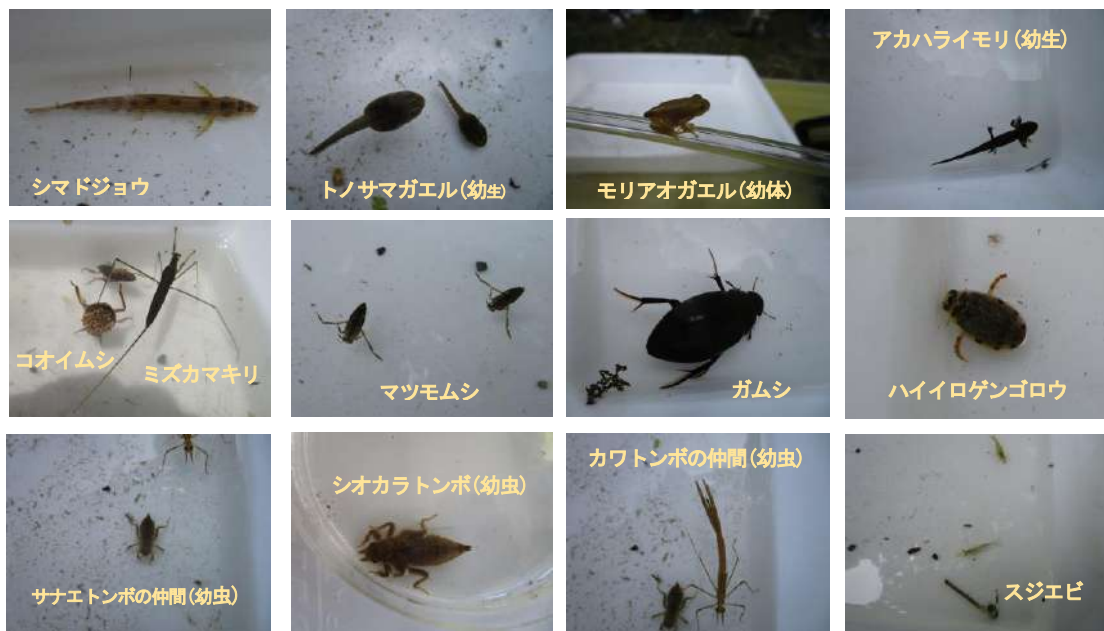 シマドジョウ
トノサマガエル(幼生)
モリアオガエル(幼体)
アカハライモリ(幼生)
コオイムシ
ミズカマキリ
マツモムシ
ガムシ
ハイイロゲンゴロウ
サナエトンボの仲間(幼虫)
シオカラトンボ(幼虫)
カワトンボの仲間(幼虫)
スジエビ